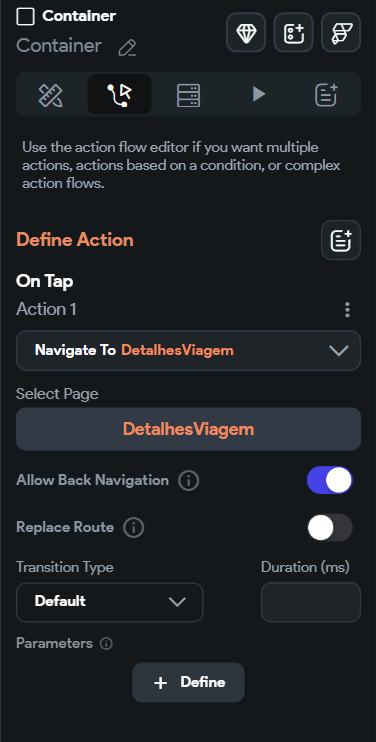 Container
Container
Use the action flow editor if you want multiple
actions, actions based on a condition, or complex
action flows.
Define Action
On Tap
Action 1
Navigate To DetalhesViagem
Select Page
DetalhesViagem
Allow Back Navigation
Replace Route
Transition Type
Duration (ms)
Default
Parameters
+ Define